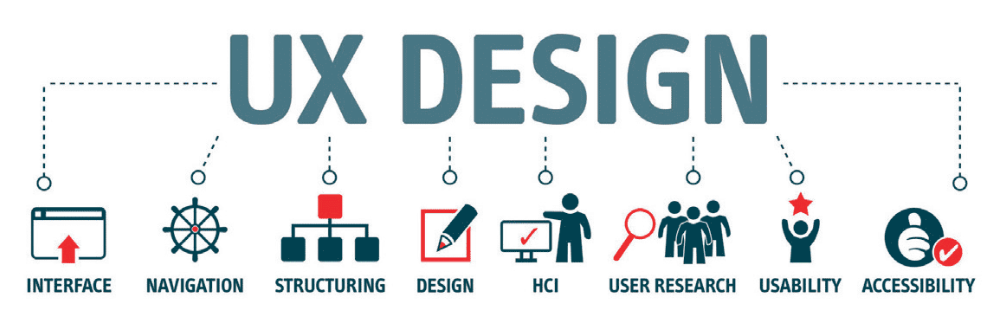 UX DESIGN
INTERFACE
NAVIGATION
STRUCTURING
DESIGN
HCI
USER RESEARCH
USABILITY
ACCESSIBILITY